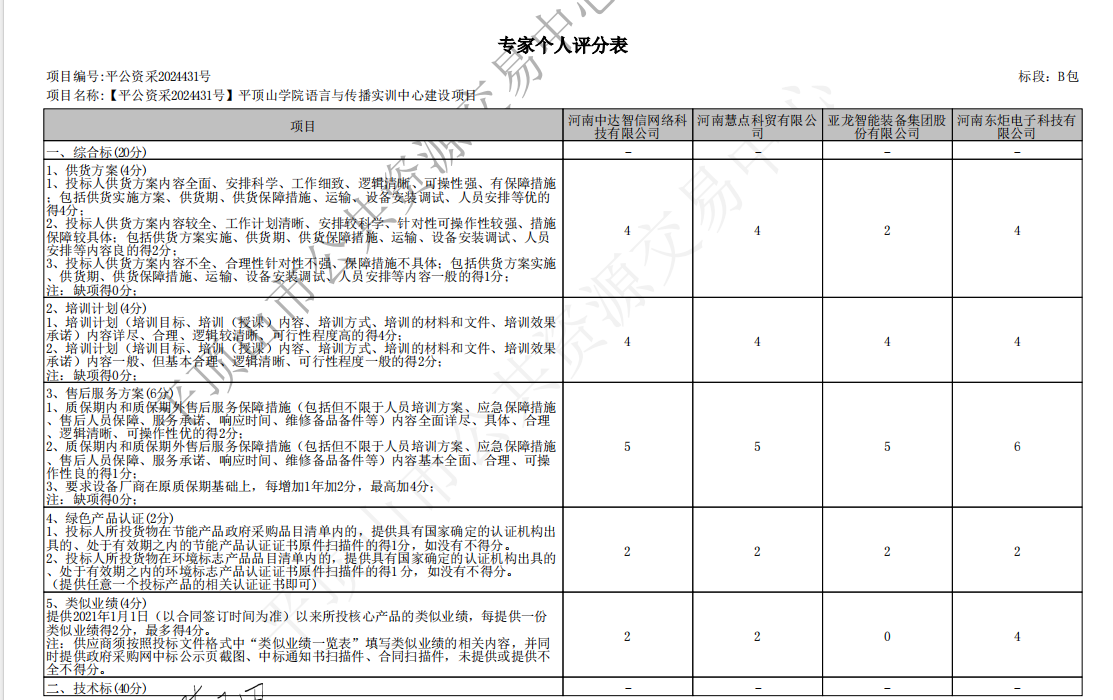 专家个人评分表
项目编号:平公资采2024431号
标段：B包
项目名称:【平公资采2024431号】平顶山学院语言与传播实训中心建设项目
项目
河南中达智信网络科
技有限公司
河南慧点科贸有限公
司
亚龙智能装备集团股
份有限公司
河南东炬电子科技有
限公司
一、综合标(20分)
-
-
-
-
1、供货方案(4分)
1、投标人供货方案内容全面、安排科学、工作细致、逻辑清晰、可操性强、有保障措施
；包括供货实施方案、供货期、供货保障措施、运输、设备安装调试、人员安排等优的
得4分；
2、投标人供货方案内容较全、工作计划清晰、安排较科学、针对性可操作性较强、措施
保障较具体；包括供货方案实施、供货期、供货保障措施、运输、设备安装调试、人员
安排等内容良的得2分；
3、投标人供货方案内容不全、合理性针对性不强、保障措施不具体；包括供货方案实施
、供货期、供货保障措施、运输、设备安装调试、人员安排等内容一般的得1分；
注：缺项得0分；
4
4
2
4
2、培训计划(4分)
1、培训计划（培训目标、培训（授课）内容、培训方式、培训的材料和文件、培训效果
承诺）内容详尽、合理、逻辑较清晰、可行性程度高的得4分；
2、培训计划（培训目标、培训（授课）内容、培训方式、培训的材料和文件、培训效果
承诺）内容一般、但基本合理、逻辑清晰、可行性程度一般的得2分；
注：缺项得0分；
4
4
4
4
3、售后服务方案(6分)
1、质保期内和质保期外售后服务保障措施（包括但不限于人员培训方案、应急保障措施
、售后人员保障、服务承诺、响应时间、维修备品备件等）内容全面详尽、具体、合理
、逻辑清晰、可操作性优的得2分；
2、质保期内和质保期外售后服务保障措施（包括但不限于人员培训方案、应急保障措施
、售后人员保障、服务承诺、响应时间、维修备品备件等）内容基本全面、合理、可操
作性良的得1分；
3、要求设备厂商在原质保期基础上，每增加1年加2分，最高加4分；
注：缺项得0分；
5
5
5
6
4、绿色产品认证(2分)
1、投标人所投货物在节能产品政府采购品目清单内的，提供具有国家确定的认证机构出
具的、处于有效期之内的节能产品认证证书原件扫描件的得1分，如没有不得分。
2、投标人所投货物在环境标志产品品目清单内的，提供具有国家确定的认证机构出具的
、处于有效期之内的环境标志产品认证证书原件扫描件的得1 分，如没有不得分。
（提供任意一个投标产品的相关认证证书即可)
2
2
2
2
5、类似业绩(4分)
提供2021年1月1日（以合同签订时间为准）以来所投核心产品的类似业绩，每提供一份
类似业绩得2分，最多得4分。
注：供应商须按照投标文件格式中“类似业绩一览表”填写类似业绩的相关内容，并同
时提供政府采购网中标公示页截图、中标通知书扫描件、合同扫描件，未提供或提供不
全不得分。
2
2
0
4
二、技术标(40分)
-
-
-
-
平顶山市公共资源交易中心
平顶山市公共资源交易中心